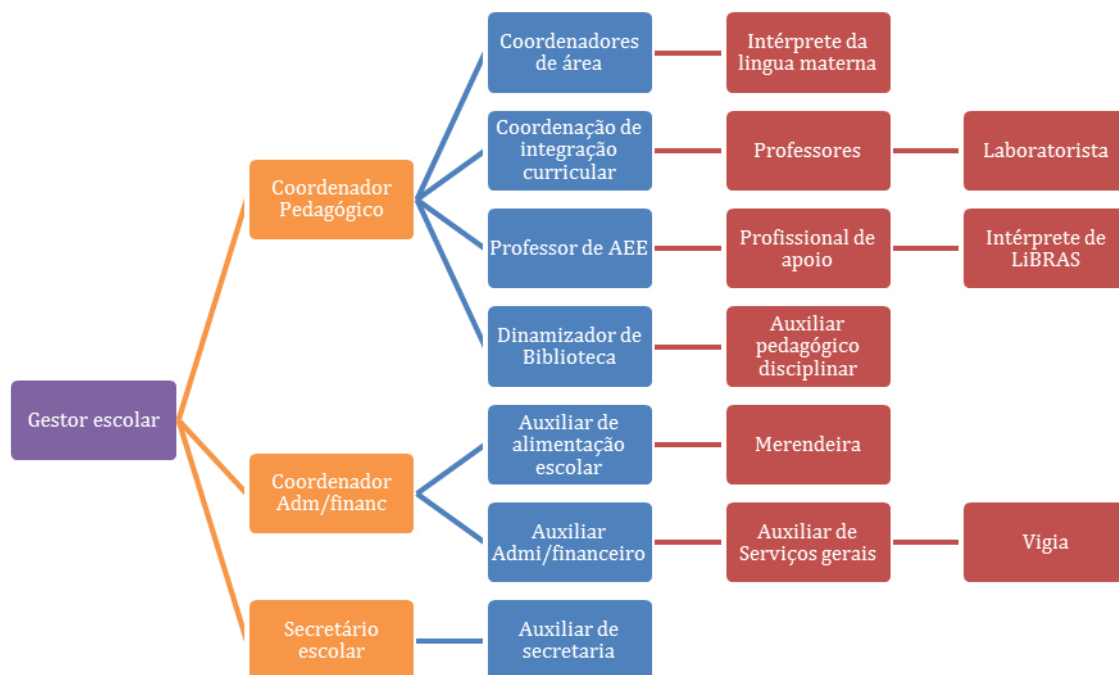 Coordenadores
de área
Intérprete da
lingua materna
Coordenação de
integração
curricular
Professores
Laboratorista
Coordenador
Pedagógico
Professor de AEE
Profissional de
apoio
Intérprete de
LiBRAS
Dinamizador de
Biblioteca
Auxiliar
pedagógico
disciplinar
Gestor escolar
Auxiliar de
alimentação
escolar
Merendeira
Coordenador
Adm/financ
Auxiliar
Admi/financeiro
Auxiliar de
Serviços gerais
Vigia
Secretário
escolar
Auxiliar de
secretaria